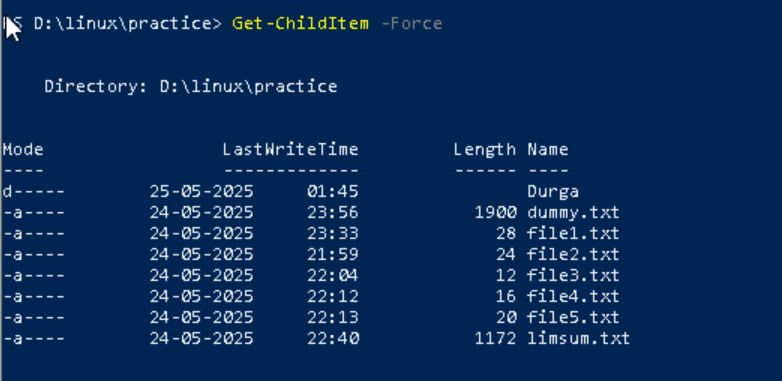 PS D:\linux\practice> Get-ChildItem -Force
Directory: D:\linux\practice
Mode LastWriteTime Length Name
---- ------------- ------ ----
d----- 25-05-2025 01:45 Durga
-a---- 24-05-2025 23:56 1900 dummy.txt
-a---- 24-05-2025 23:33 28 file1.txt
-a---- 24-05-2025 21:59 24 file2.txt
-a---- 24-05-2025 22:04 12 file3.txt
-a---- 24-05-2025 22:12 16 file4.txt
-a---- 24-05-2025 22:13 20 file5.txt
-a---- 24-05-2025 22:40 1172 limsum.txt